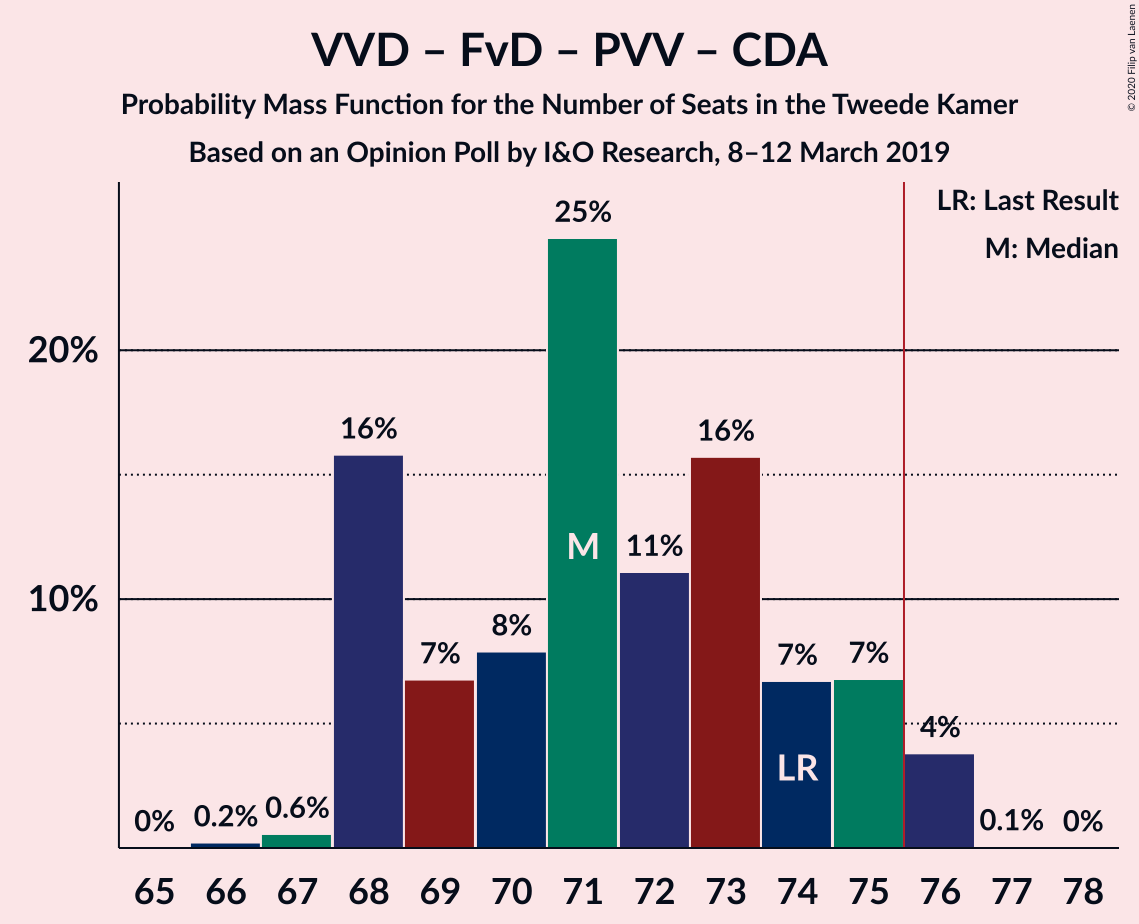 VVD – FvD – PVV – CDA
Probability Mass Function for the Number of Seats in the Tweede Kamer
Based on an Opinion Poll by I&O Research, 8–12 March 2019
© 2020 Filip van Laenen
LR: Last Result
M: Median
20%
10%
0%
0.2%
0.6%
16%
7%
8%
25%
11%
16%
7%
7%
4%
0.1%
0%
M
LR
65 66 67 68 69 70 71 72 73 74 75 76 77 78